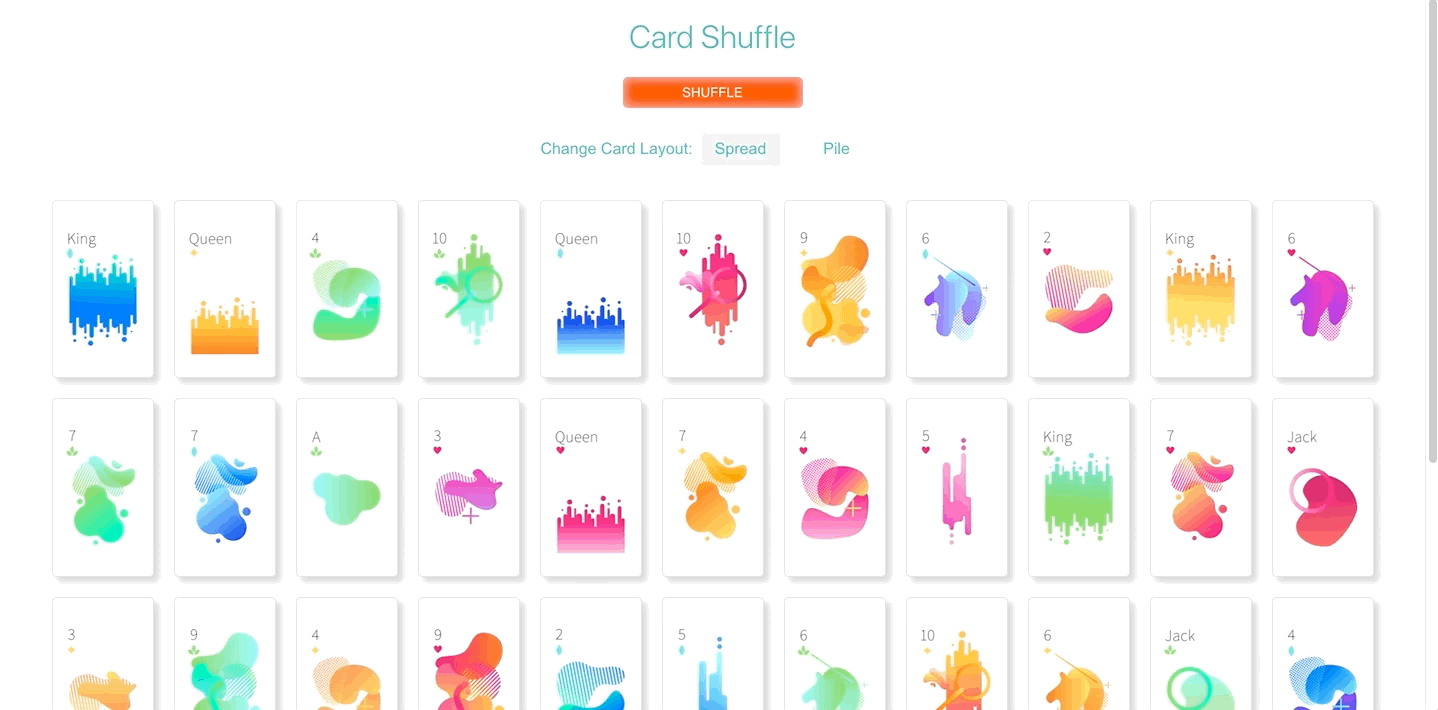 Card Shuffle
SHUFFLE
Change Card Layout: Spread Pile
King Queen 4 10 Queen 10 9 6 2 King 6
7 7 A 3 Queen 7 4 5 King 7 Jack
3 9 4 9 2 5 6 10 6 Jack 4